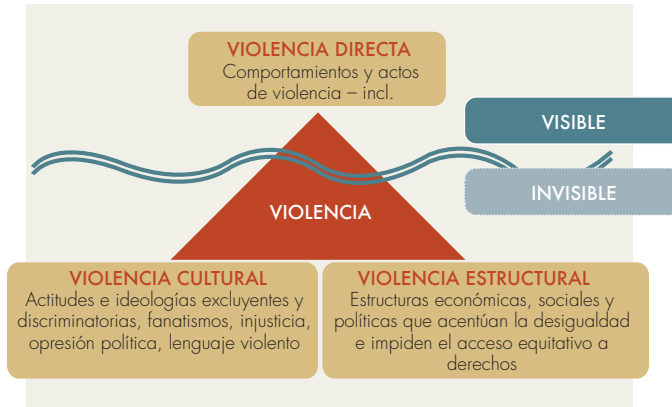 VIOLENCIA DIRECTA
Comportamientos y actos
de violencia – incl.
VISIBLE
INVISIBLE
VIOLENCIA
VIOLENCIA CULTURAL
Actitudes e ideologías excluyentes y
discriminatorias, fanatismos, injusticia,
opresión política, lenguaje violento
VIOLENCIA ESTRUCTURAL
Estructuras económicas, sociales y
políticas que acentúan la desigualdad
e impiden el acceso equitativo a
derechos